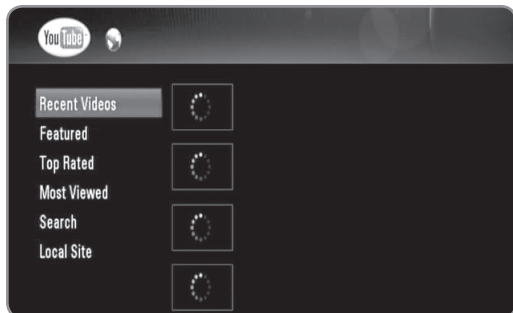 YouTube
Recent Videos
Featured
Top Rated
Most Viewed
Search
Local Site